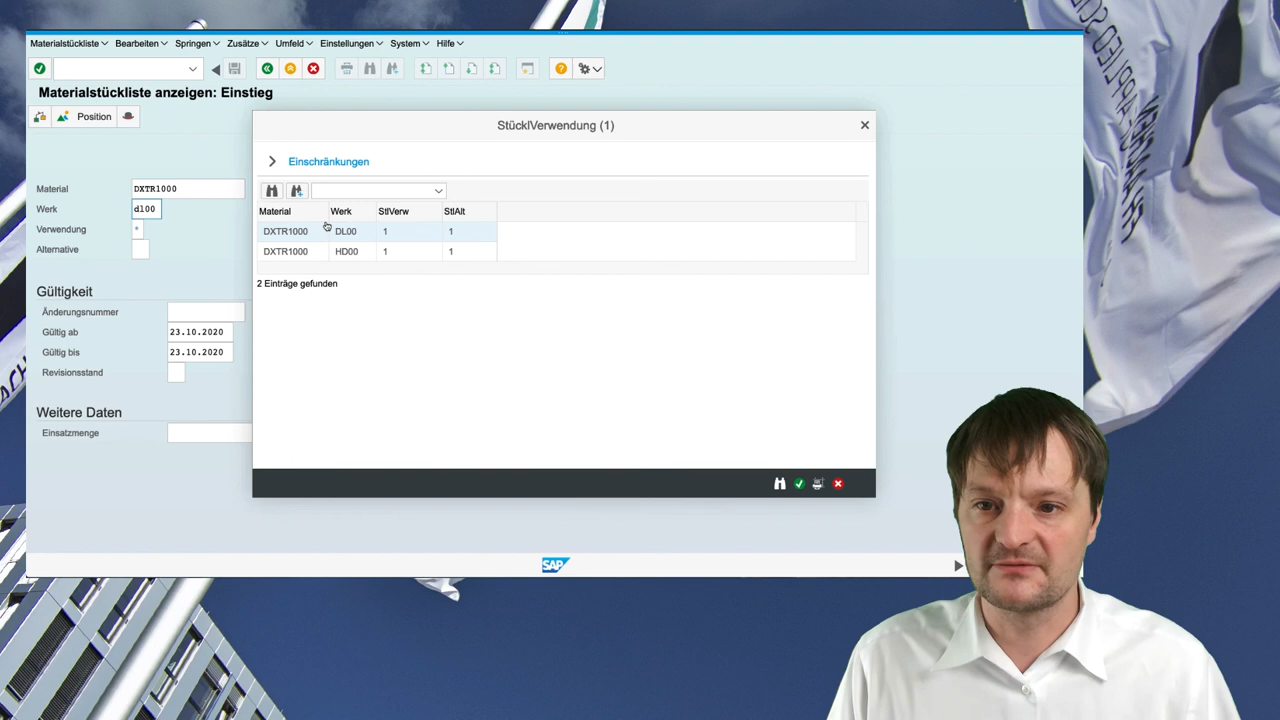 Materialstückliste Bearbeiten Springen Zusätze Umfeld Einstellungen System Hilfe
Materialstückliste anzeigen: Einstieg
Position
StücklVerwendung (1)
Einschränkungen
Material DXTR1000
Werk dl00
Verwendung *
Alternative
Material Werk StlVerw StlAlt
DXTR1000 DL00 1 1
DXTR1000 HD00 1 1
2 Einträge gefunden
Gültigkeit
Änderungsnummer
Gültig ab 23.10.2020
Gültig bis 23.10.2020
Revisionsstand
Weitere Daten
Einsatzmenge
SAP